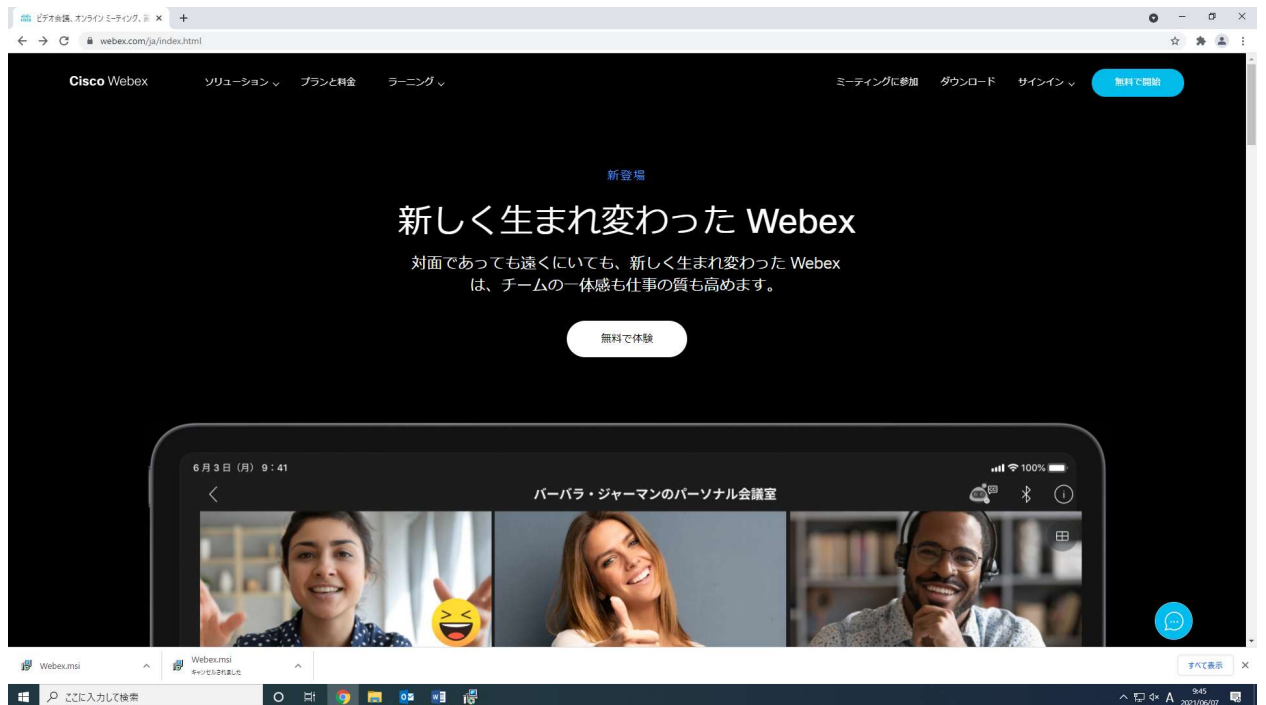 ビデオ会議、オンライン ミーティング、
webex.com/ja/index.html
Cisco Webex ソリューション プランと料金 ラーニング ミーティングに参加 ダウンロード サインイン 無料で開始
新登場
新しく生まれ変わった Webex
対面であっても遠くにいても、新しく生まれ変わった Webex
は、チームの一体感も仕事の質も高めます。
無料で体験
6月3日（月）9：41 100%
バーバラ・ジャーマンのパーソナル会議室
Webex.msi
Webex.msi
キャンセルされました
すべて表示
ここに入力して検索
A
9:45
2021/06/07